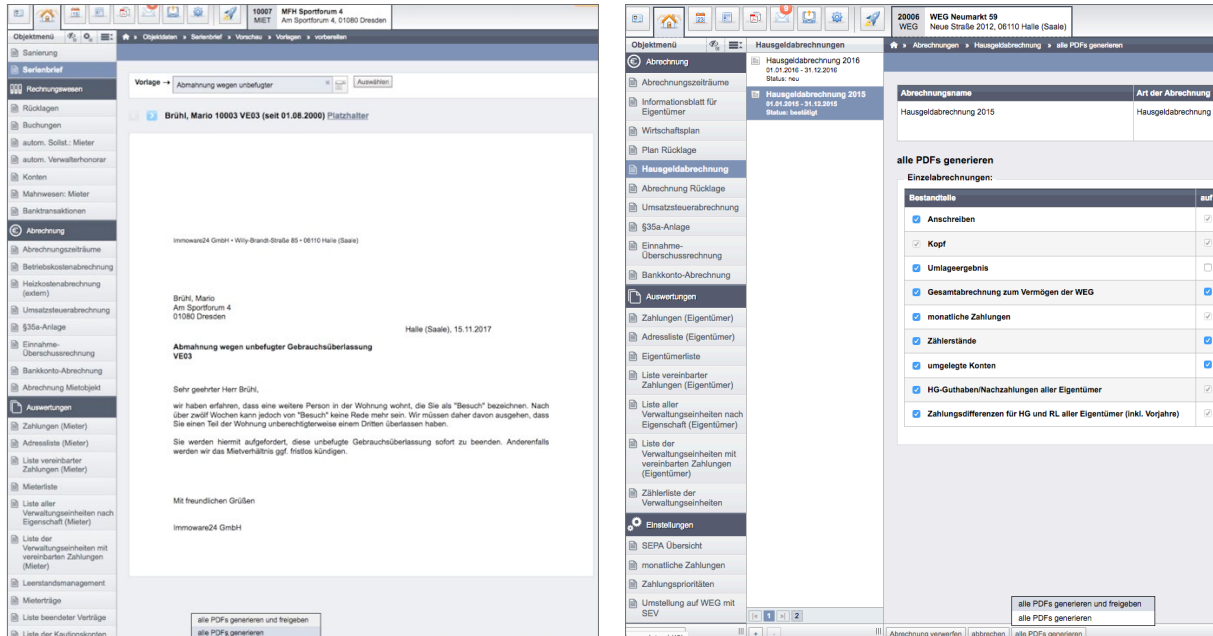 10007
MIET
MFH Sportforum 4
Am Sportforum 4, 01080 Dresden
Objektmenü
Objektdaten » Serienbrief » Vorschau » Vorlagen » vorbereiten
Sanierung
Serienbrief
Rechnungswesen
Rücklagen
Buchungen
autom. Sollst.: Mieter
autom. Verwalterhonorar
Konten
Mahnwesen: Mieter
Banktransaktionen
Abrechnung
Abrechnungszeiträume
Betriebskostenabrechnung
Heizkostenabrechnung
(extern)
Umsatzsteuerabrechnung
§35a-Anlage
Einnahme-
Überschussrechnung
Bankkonto-Abrechnung
Abrechnung Mietobjekt
Auswertungen
Zahlungen (Mieter)
Adressliste (Mieter)
Liste vereinbarter
Zahlungen (Mieter)
Mieterliste
Liste aller
Verwaltungseinheiten nach
Eigenschaft (Mieter)
Liste der
Verwaltungseinheiten mit
vereinbarten Zahlungen
(Mieter)
Leerstandsmanagement
Mieterträge
Liste beendeter Verträge
Liste der Kautionskonten
Vorlage → Abmahnung wegen unbefugter × Auswählen
Brühl, Mario 10003 VE03 (seit 01.08.2000) Platzhalter
Immoware24 GmbH • Willy-Brandt-Straße 85 • 06110 Halle (Saale)
Brühl, Mario
Am Sportforum 4
01080 Dresden
Halle (Saale), 15.11.2017
Abmahnung wegen unbefugter Gebrauchsüberlassung
VE03
Sehr geehrter Herr Brühl,
wir haben erfahren, dass eine weitere Person in der Wohnung wohnt, die Sie als "Besuch" bezeichnen. Nach
über zwölf Wochen kann jedoch von "Besuch" keine Rede mehr sein. Wir müssen daher davon ausgehen, dass
Sie einen Teil der Wohnung unberechtigterweise einem Dritten überlassen haben.
Sie werden hiermit aufgefordert, diese unbefugte Gebrauchsüberlassung sofort zu beenden. Anderenfalls
werden wir das Mietverhältnis ggf. fristlos kündigen.
Mit freundlichen Grüßen
Immoware24 GmbH
alle PDFs generieren und freigeben
alle PDFs generieren
20006
WEG
WEG Neumarkt 59
Neue Straße 2012, 06110 Halle (Saale)
Objektmenü
Abrechnung
Abrechnungszeiträume
Informationsblatt für
Eigentümer
Wirtschaftsplan
Plan Rücklage
Hausgeldabrechnung
Abrechnung Rücklage
Umsatzsteuerabrechnung
§35a-Anlage
Einnahme-
Überschussrechnung
Bankkonto-Abrechnung
Auswertungen
Zahlungen (Eigentümer)
Adressliste (Eigentümer)
Eigentümerliste
Liste vereinbarter
Zahlungen (Eigentümer)
Liste aller
Verwaltungseinheiten nach
Eigenschaft (Eigentümer)
Liste der
Verwaltungseinheiten mit
vereinbarten Zahlungen
(Eigentümer)
Zählerliste der
Verwaltungseinheiten
Einstellungen
SEPA Übersicht
monatliche Zahlungen
Zahlungsprioritäten
Umstellung auf WEG mit
SEV
Hausgeldabrechnungen
Hausgeldabrechnung 2016
01.01.2016 - 31.12.2016
Status: neu
Hausgeldabrechnung 2015
01.01.2015 - 31.12.2015
Status: bestätigt
1 2
Abrechnungen » Hausgeldabrechnung » alle PDFs generieren
Abrechnungsname Art der Abrechnung
Hausgeldabrechnung 2015 Hausgeldabrechnung
alle PDFs generieren
Einzelabrechnungen:
Bestandteile auf
Anschreiben
Kopf
Umlageergebnis
Gesamtabrechnung zum Vermögen der WEG
monatliche Zahlungen
Zählerstände
umgelegte Konten
HG-Guthaben/Nachzahlungen aller Eigentümer
Zahlungsdifferenzen für HG und RL aller Eigentümer (inkl. Vorjahre)
alle PDFs generieren und freigeben
alle PDFs generieren
Abrechnung verwerfen abbrechen alle PDFs generieren